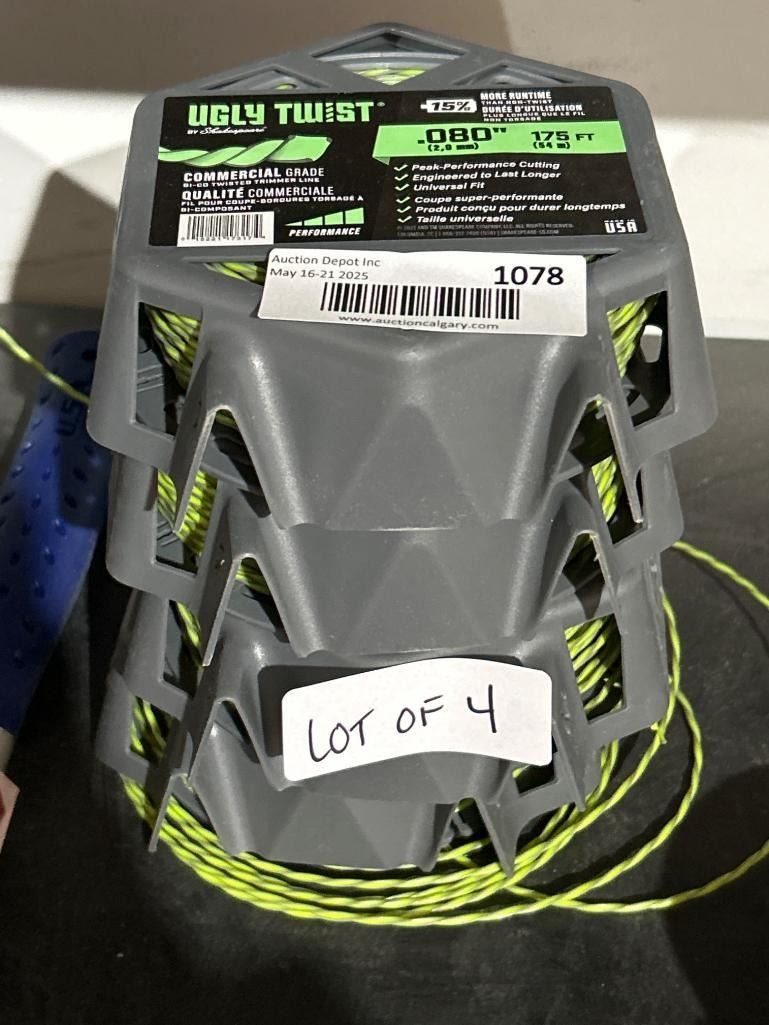 UGLY TWIST®
BY Shakespeare
COMMERCIAL GRADE
BI-CO TWISTED TRIMMER LINE
QUALITÉ COMMERCIALE
FIL POUR COUPE-BORDURES TORSADÉ À
BI-COMPOSANT
PERFORMANCE
15% MORE RUNTIME
THAN NON-TWIST
DURÉE D'UTILISATION
PLUS LONGUE QUE LE FIL
NON TORSADÉ
.080" 175 FT
(2,0 mm) (54 m)
Peak-Performance Cutting
Engineered to Last Longer
Universal Fit
Coupe super-performante
Produit conçu pour durer longtemps
Taille universelle
MADE IN
USA
Auction Depot Inc
May 16-21 2025
1078
www.auctioncalgary.com
LOT OF 4